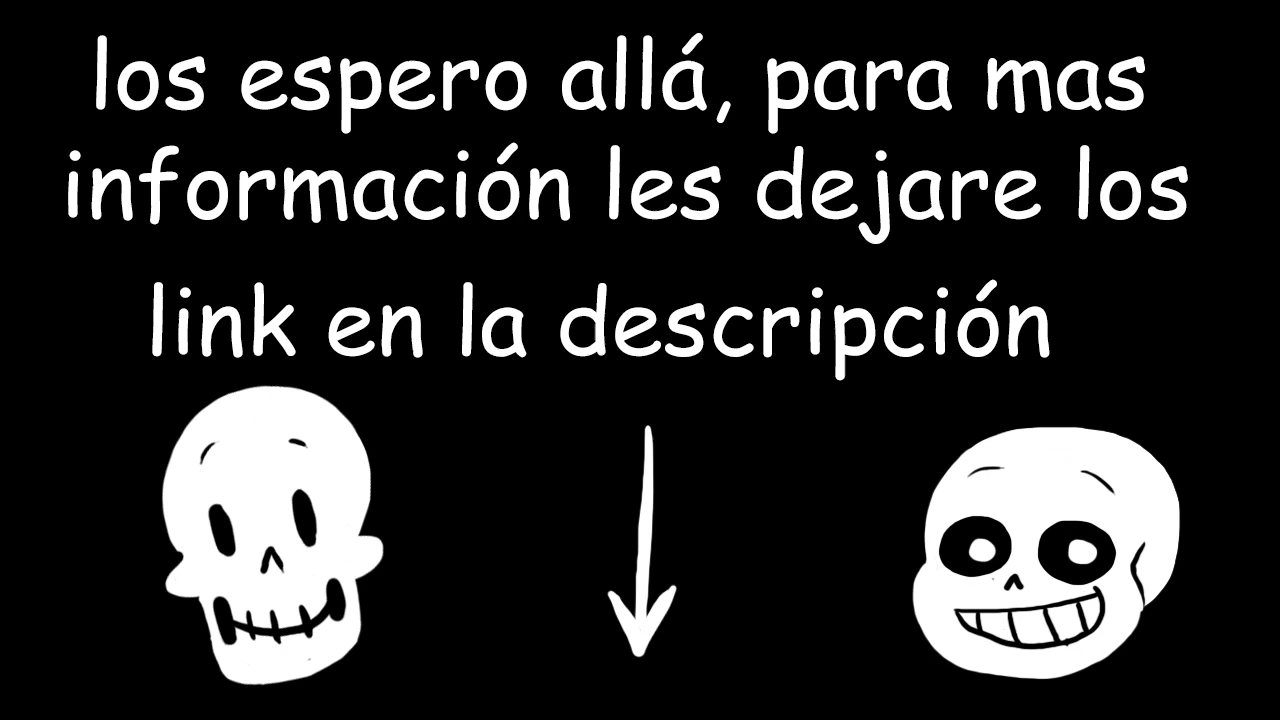 los espero allá, para mas
información les dejare los
link en la descripción